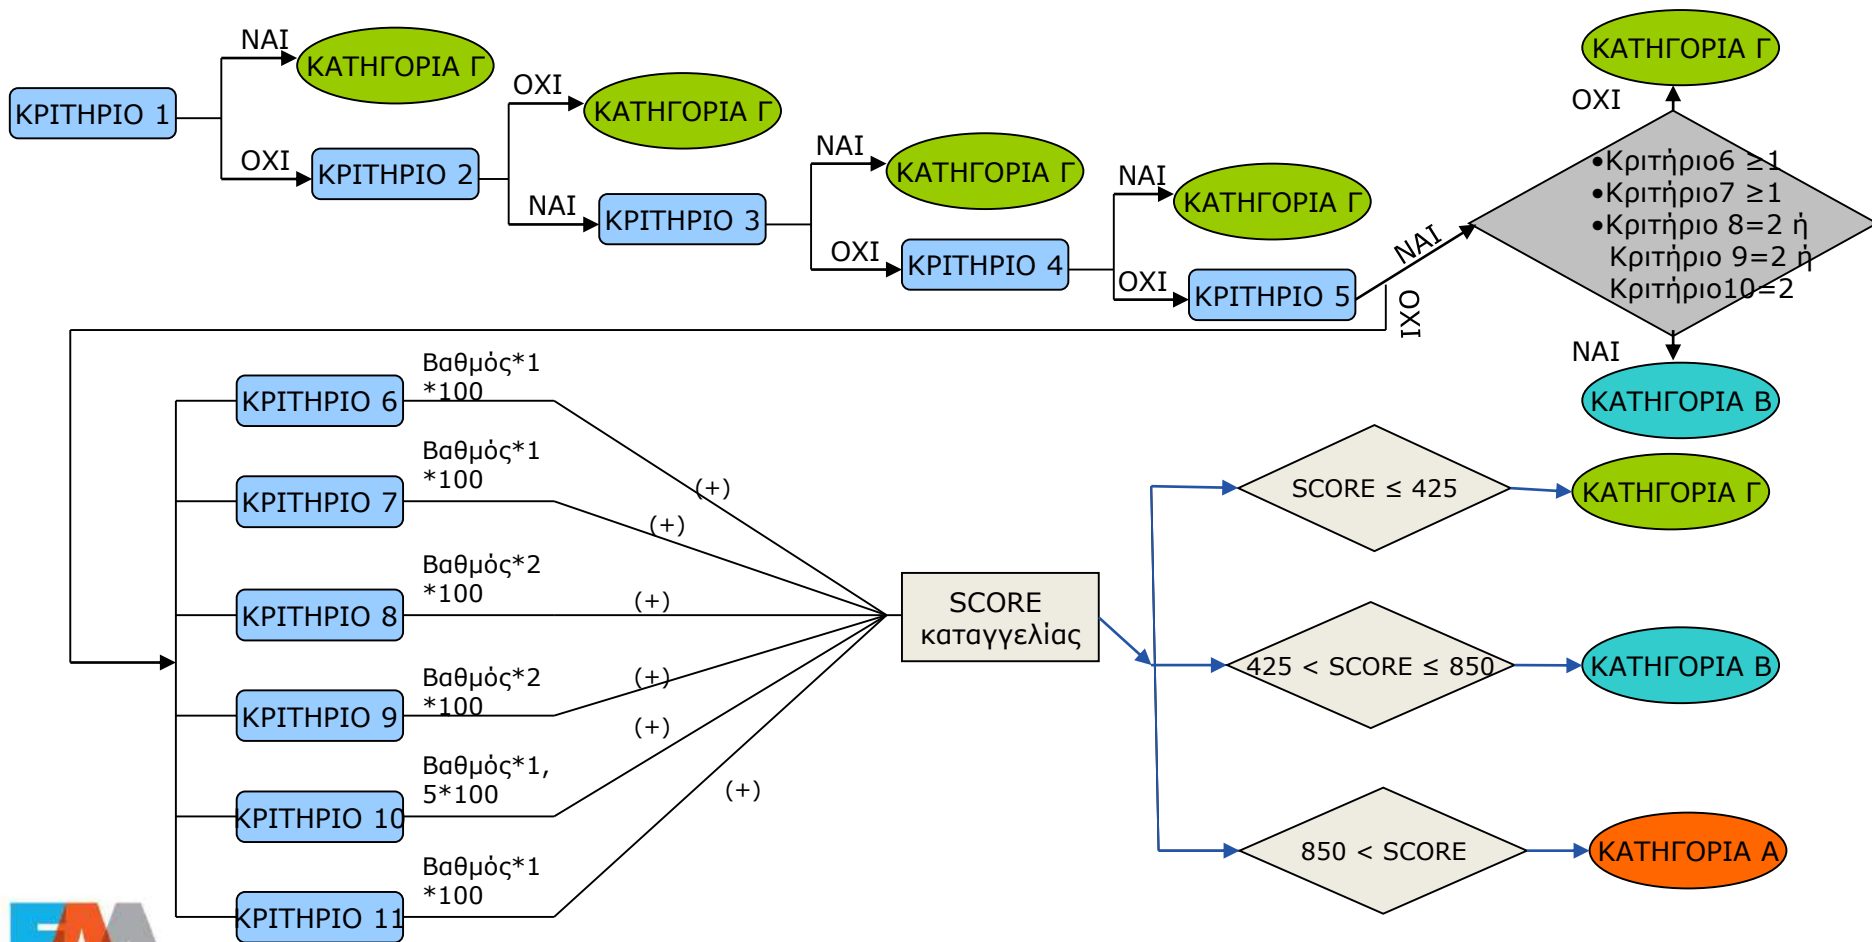 ΝΑΙ
ΚΑΤΗΓΟΡΙΑ Γ
ΚΡΙΤΗΡΙΟ 1
ΟΧΙ
ΚΡΙΤΗΡΙΟ 2
ΟΧΙ
ΚΑΤΗΓΟΡΙΑ Γ
ΝΑΙ
ΚΡΙΤΗΡΙΟ 3
ΝΑΙ
ΚΑΤΗΓΟΡΙΑ Γ
ΟΧΙ
ΚΡΙΤΗΡΙΟ 4
ΝΑΙ
ΚΑΤΗΓΟΡΙΑ Γ
ΟΧΙ
ΚΡΙΤΗΡΙΟ 5
ΝΑΙ
ΟΧΙ
ΚΑΤΗΓΟΡΙΑ Γ
ΟΧΙ
•Κριτήριο6 ≥1
•Κριτήριο7 ≥1
•Κριτήριο 8=2 ή
Κριτήριο 9=2 ή
Κριτήριο10=2
ΝΑΙ
ΚΑΤΗΓΟΡΙΑ Β
ΚΡΙΤΗΡΙΟ 6
Βαθμός*1
*100
(+)
ΚΡΙΤΗΡΙΟ 7
Βαθμός*1
*100
(+)
ΚΡΙΤΗΡΙΟ 8
Βαθμός*2
*100
(+)
ΚΡΙΤΗΡΙΟ 9
Βαθμός*2
*100
(+)
ΚΡΙΤΗΡΙΟ 10
Βαθμός*1,
5*100
(+)
ΚΡΙΤΗΡΙΟ 11
Βαθμός*1
*100
(+)
SCORE
καταγγελίας
SCORE ≤ 425
ΚΑΤΗΓΟΡΙΑ Γ
425 < SCORE ≤ 850
ΚΑΤΗΓΟΡΙΑ Β
850 < SCORE
ΚΑΤΗΓΟΡΙΑ Α